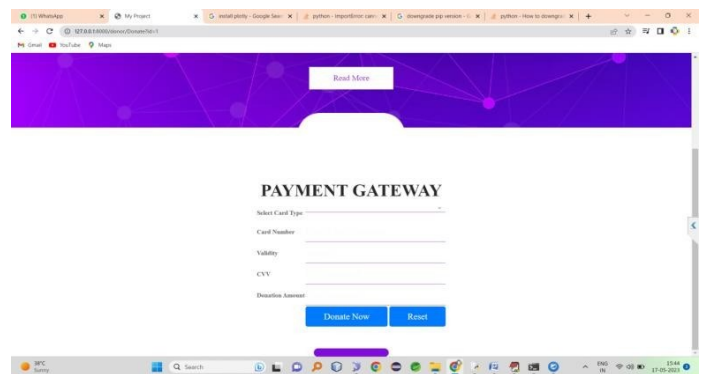 (1) WhatsApp
My Project
install plotly - Google Sear
python - ImportError: cann
downgrade pip version - G
python - How to downgrad
127.0.0.1:8000/donor/Donate?id=1
Gmail YouTube Maps
Read More
PAYMENT GATEWAY
Select Card Type
Card Number
Validity
CVV
Donation Amount
Donate Now Reset
38°C
Sunny
Search
ENG
IN
15:44
17-05-2023